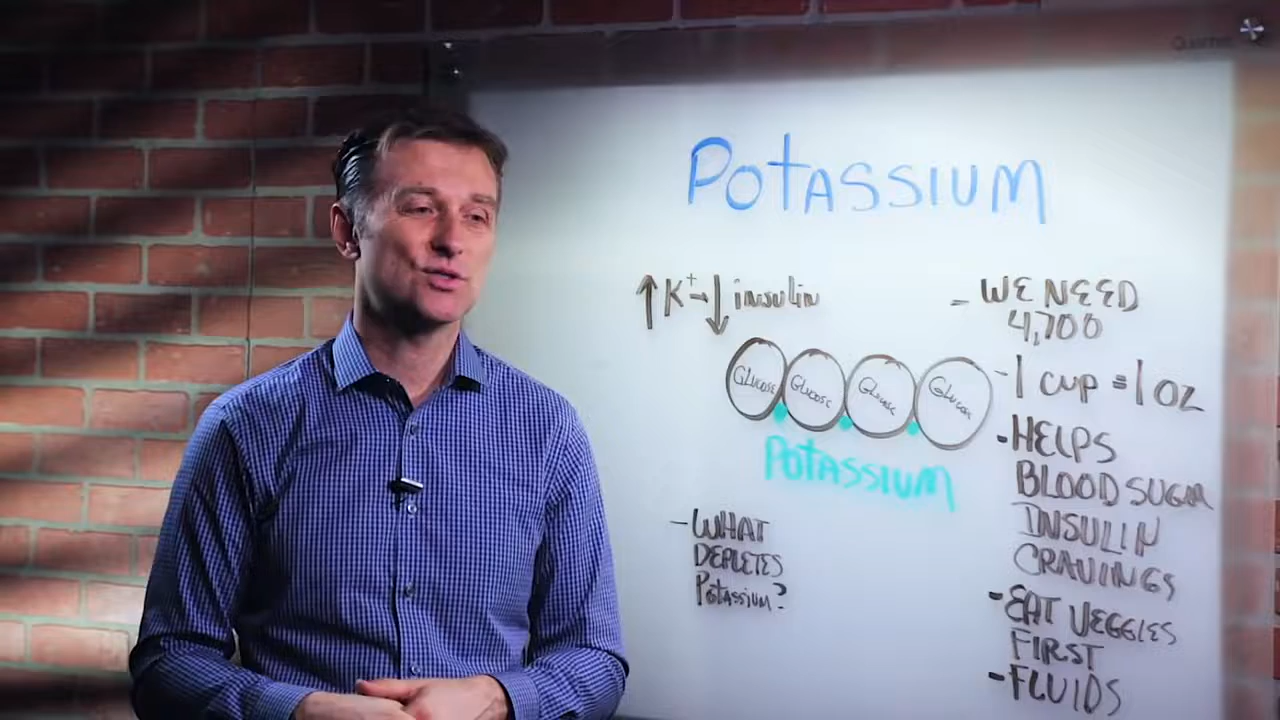 POTASSIUM
↑K⁺→↓insulin
GLUCOSE GLUCOSE GLUCOSE GLUCOSE
POTASSIUM
- WHAT
DEPLETES
POTASSIUM?
- WE NEED
4,700
- 1 CUP = 1 OZ
- HELPS
BLOOD SUGAR
INSULIN
CRAVINGS
- EAT VEGGIES
FIRST
- FLUIDS